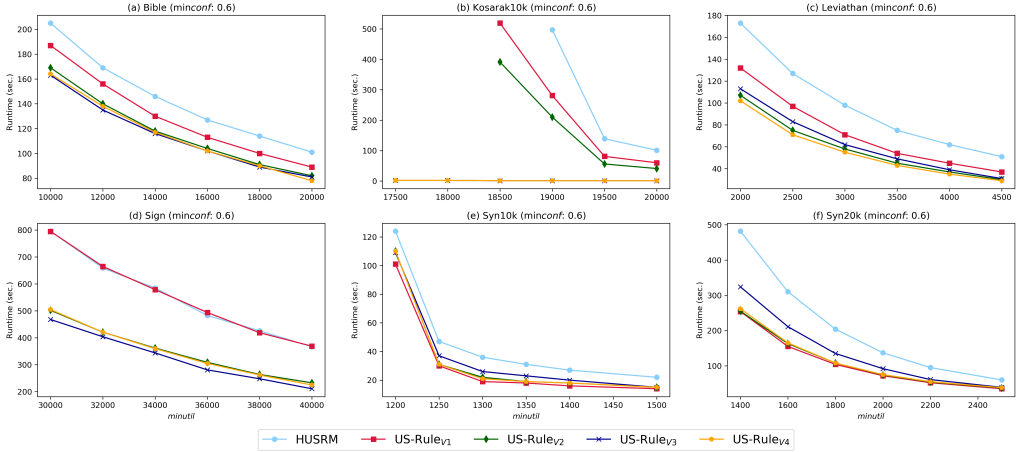 (a) Bible (minconf: 0.6)
Runtime (sec.)
200
180
160
140
120
100
80
10000 12000 14000 16000 18000 20000
(b) Kosarak10k (minconf: 0.6)
Runtime (sec.)
500
400
300
200
100
0
17500 18000 18500 19000 19500 20000
(c) Leviathan (minconf: 0.6)
Runtime (sec.)
180
160
140
120
100
80
60
40
2000 2500 3000 3500 4000 4500
(d) Sign (minconf: 0.6)
Runtime (sec.)
800
700
600
500
400
300
200
30000 32000 34000 36000 38000 40000
minutil
(e) Syn10k (minconf: 0.6)
Runtime (sec.)
120
100
80
60
40
20
1200 1250 1300 1350 1400 1450 1500
minutil
(f) Syn20k (minconf: 0.6)
Runtime (sec.)
500
400
300
200
100
1400 1600 1800 2000 2200 2400
minutil
HUSRM US-RuleV1 US-RuleV2 US-RuleV3 US-RuleV4